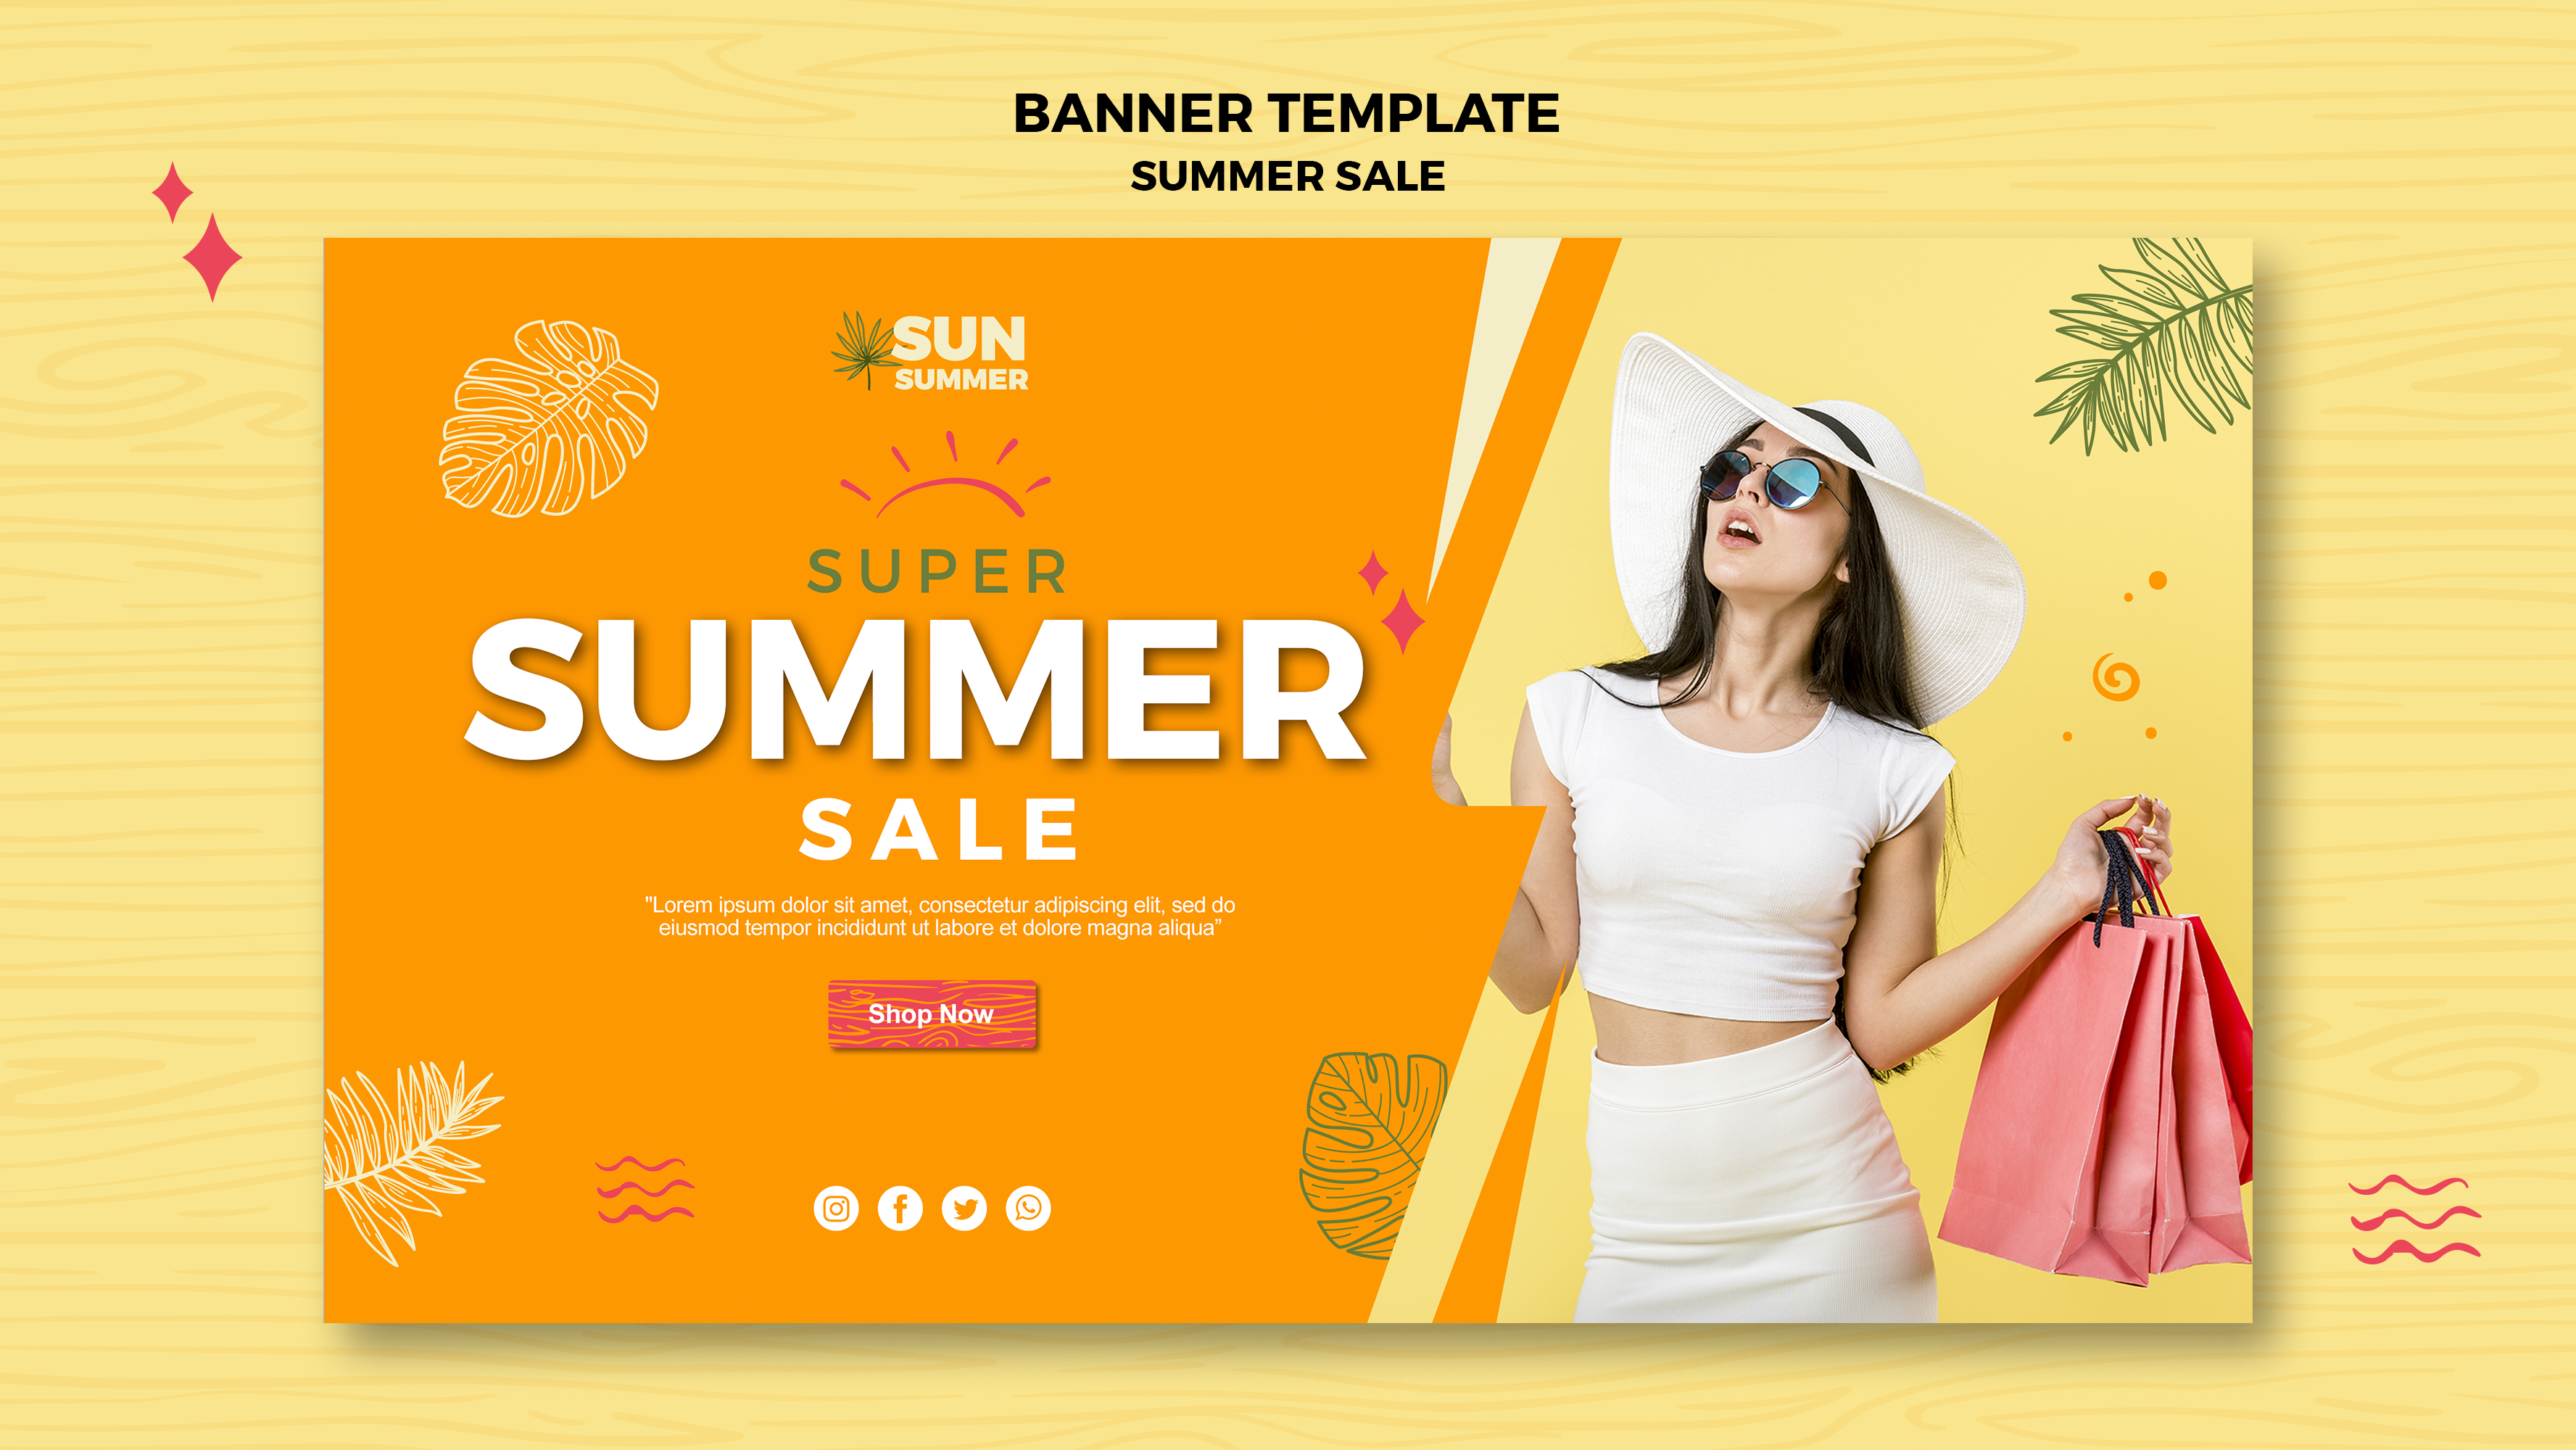 BANNER TEMPLATE
SUMMER SALE
SUN
SUMMER
SUPER
SUMMER
SALE
"Lorem ipsum dolor sit amet, consectetur adipiscing elit, sed do
eiusmod tempor incididunt ut labore et dolore magna aliqua”
Shop Now